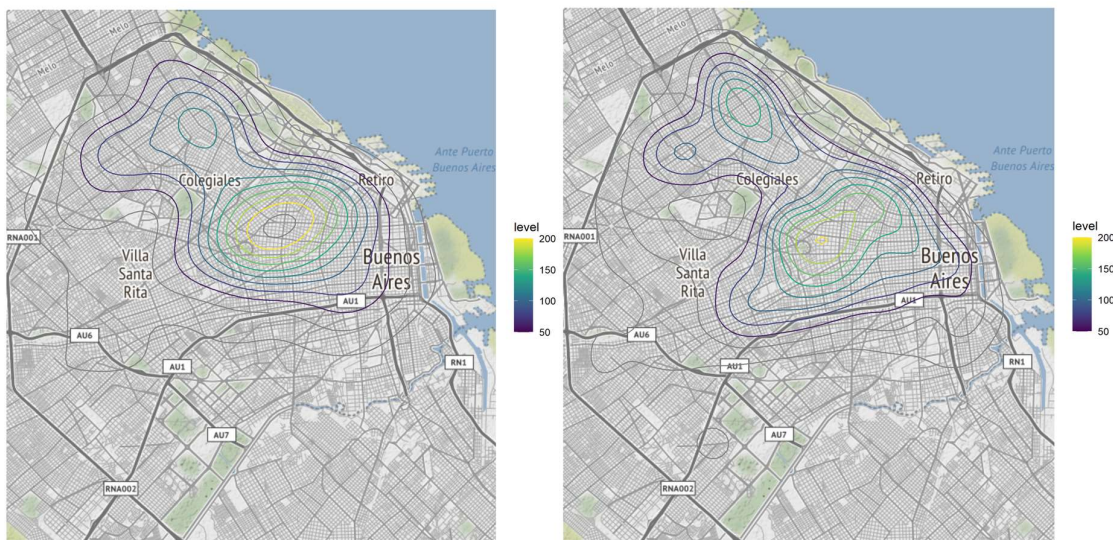 Melo
Melo
Ante Puerto
Buenos Aires
Colegiales
Retiro
RNA001
Villa
Santa
Rita
Buenos
Aires
AU1
AU6
AU1
RN1
AU7
RNA002
level
200
150
100
50
Melo
Melo
Ante Puerto
Buenos Aires
Colegiales
Retiro
RNA001
Villa
Santa
Rita
Buenos
Aires
AU1
AU6
AU1
RN1
AU7
RNA002
level
200
150
100
50